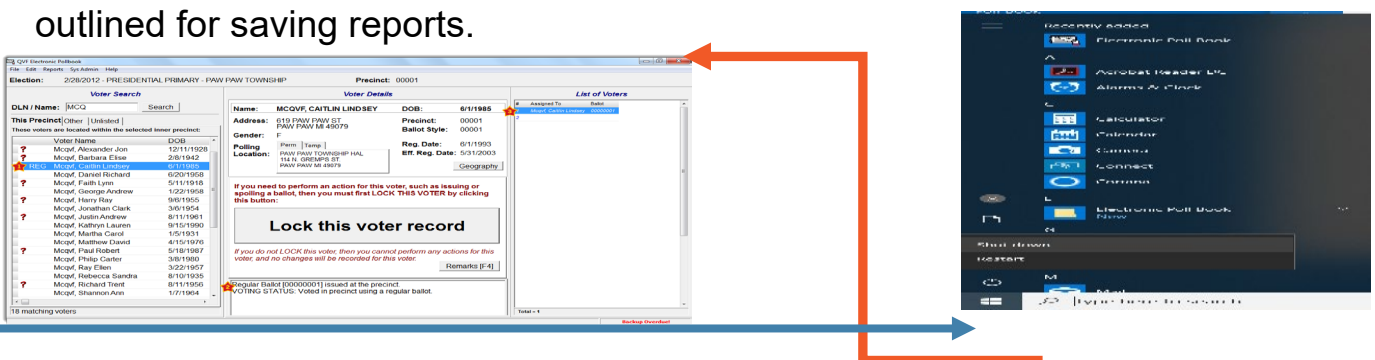 outlined for saving reports.
QVF Electronic Pollbook
File Edit Reports Sys Admin Help
Election: 2/28/2012 - PRESIDENTIAL PRIMARY - PAW PAW TOWNSHIP Precinct: 00001
Voter Search
DLN / Name: MCQ Search
This Precinct Other Unlisted
These voters are located within the selected inner precinct:
Voter Name DOB
? Mcqvf, Alexander Jon 12/11/1928
? Mcqvf, Barbara Elise 2/8/1942
REG Mcqvf, Caitlin Lindsey 6/1/1985
Mcqvf, Daniel Richard 6/20/1958
? Mcqvf, Faith Lynn 5/11/1918
Mcqvf, George Andrew 1/22/1958
? Mcqvf, Harry Ray 9/6/1955
Mcqvf, Jonathan Clark 3/6/1954
? Mcqvf, Justin Andrew 8/11/1961
Mcqvf, Kathryn Lauren 9/15/1990
Mcqvf, Martha Carol 1/5/1931
Mcqvf, Matthew David 4/15/1976
? Mcqvf, Paul Robert 5/18/1987
Mcqvf, Philip Carter 3/8/1980
Mcqvf, Ray Ellen 3/22/1957
Mcqvf, Rebecca Sandra 8/10/1935
? Mcqvf, Richard Trent 8/11/1956
Mcqvf, Shannon Ann 1/7/1964
18 matching voters
Voter Details
Name: MCQVF, CAITLIN LINDSEY DOB: 6/1/1985
Address: 619 PAW PAW ST Precinct: 00001
PAW PAW MI 49079 Ballot Style: 00001
Gender: F
Polling Location: Perm Tamp Reg. Date: 6/1/1993
PAW PAW TOWNSHIP HAL Eff. Reg. Date: 5/31/2003
114 N. GREMPS ST
PAW PAW MI 49079 Geography
If you need to perform an action for this voter, such as issuing or
spoiling a ballot, then you must first LOCK THIS VOTER by clicking
this button:
Lock this voter record
If you do not LOCK this voter, then you cannot perform any actions for this
voter, and no changes will be recorded for this voter.
Remarks [F4]
Regular Ballot [00000001] issued at the precinct.
VOTING STATUS: Voted in precinct using a regular ballot.
List of Voters
# Assigned To Ballot
Mcqvf, Caitlin Lindsey 00000001
2
Total = 1
Backup Overdue!
Poll Book
Recently added
Electronic Poll Book
A
Acrobat Reader DC
Alarms & Clock
C
Calculator
Calendar
Camera
Connect
Cortana
E
Electronic Poll Book
New
Shut down
Restart
M
Mail
Type here to search